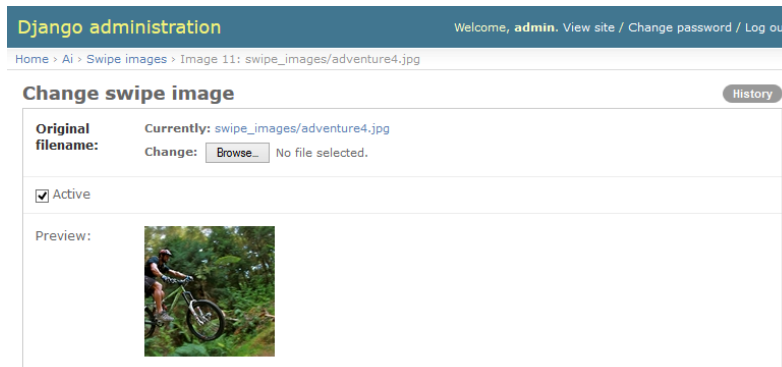 Django administration
Welcome, admin. View site / Change password / Log ou
Home › Ai › Swipe images › Image 11: swipe_images/adventure4.jpg
Change swipe image
History
Original filename:
Currently: swipe_images/adventure4.jpg
Change: Browse... No file selected.
Active
Preview: